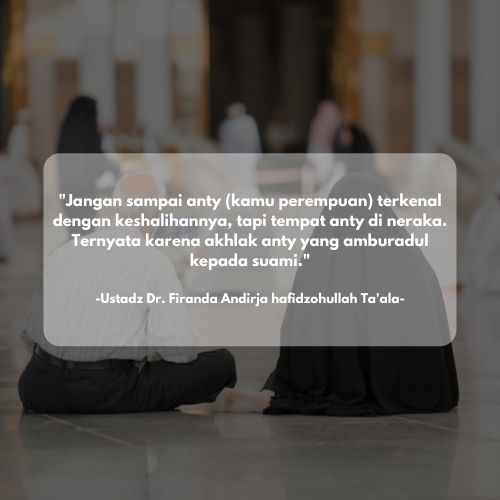 "Jangan sampai anty (kamu perempuan) terkenal
dengan keshalihannya, tapi tempat anty di neraka.
Ternyata karena akhlak anty yang amburadul
kepada suami."
-Ustadz Dr. Firanda Andirja hafidzohullah Ta'ala-